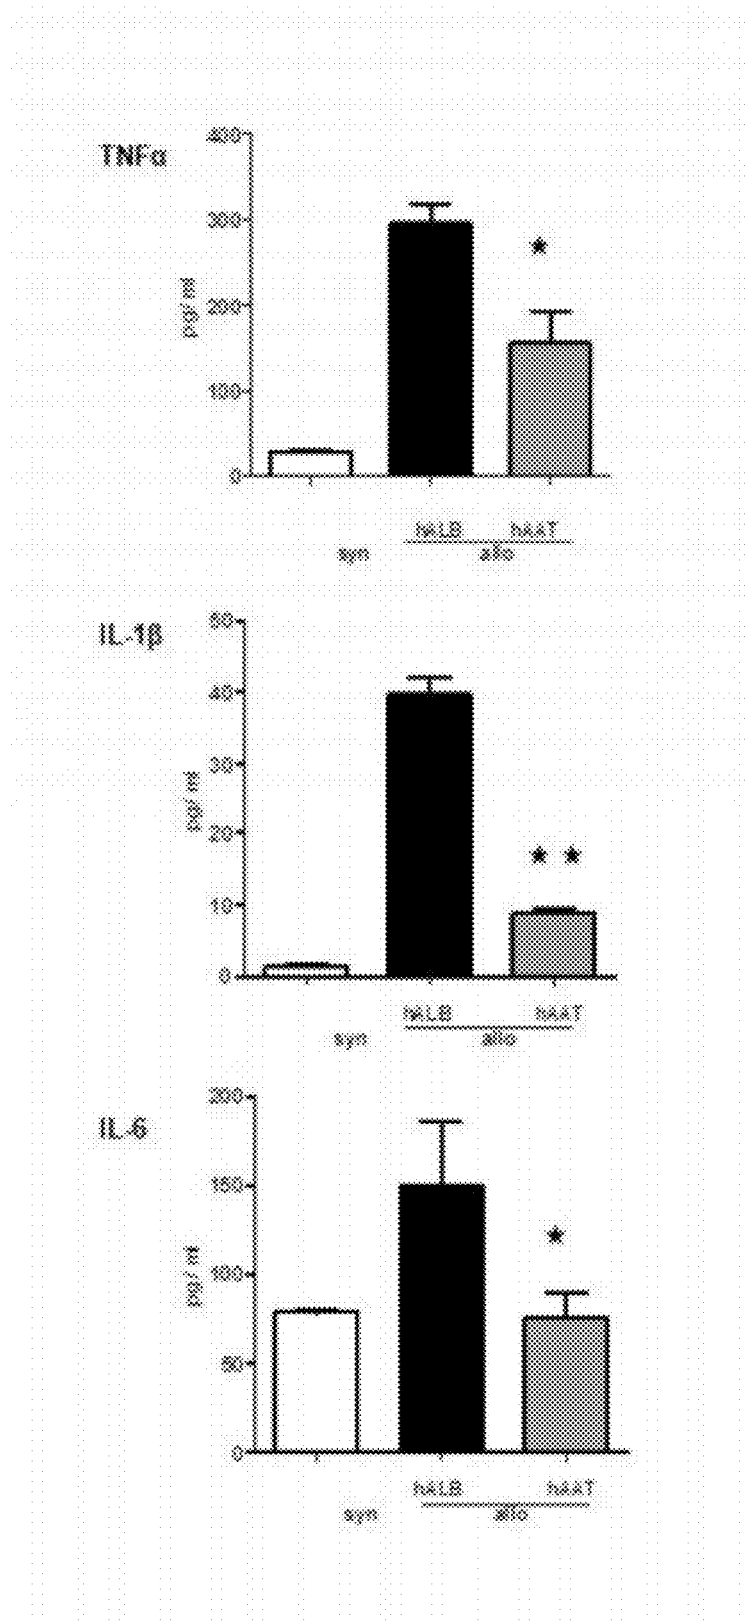 TNFα
400
300
200
100
0
pg/ ml
hALB hAAT
syn allo
IL-1β
50
40
30
20
10
0
pg/ ml
hALB hAAT
syn allo
IL-6
200
150
100
50
0
pg/ ml
hALB hAAT
syn allo